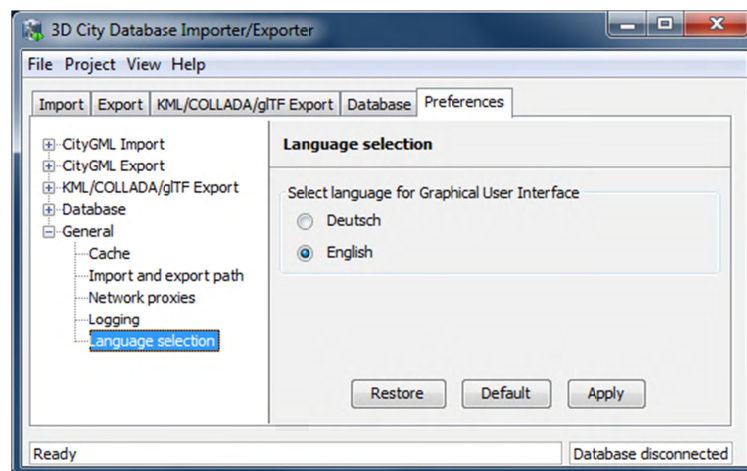 3D City Database Importer/Exporter
File Project View Help
Import Export KML/COLLADA/glTF Export Database Preferences
CityGML Import
CityGML Export
KML/COLLADA/glTF Export
Database
General
Cache
Import and export path
Network proxies
Logging
Language selection
Language selection
Select language for Graphical User Interface
Deutsch
English
Restore Default Apply
Ready Database disconnected